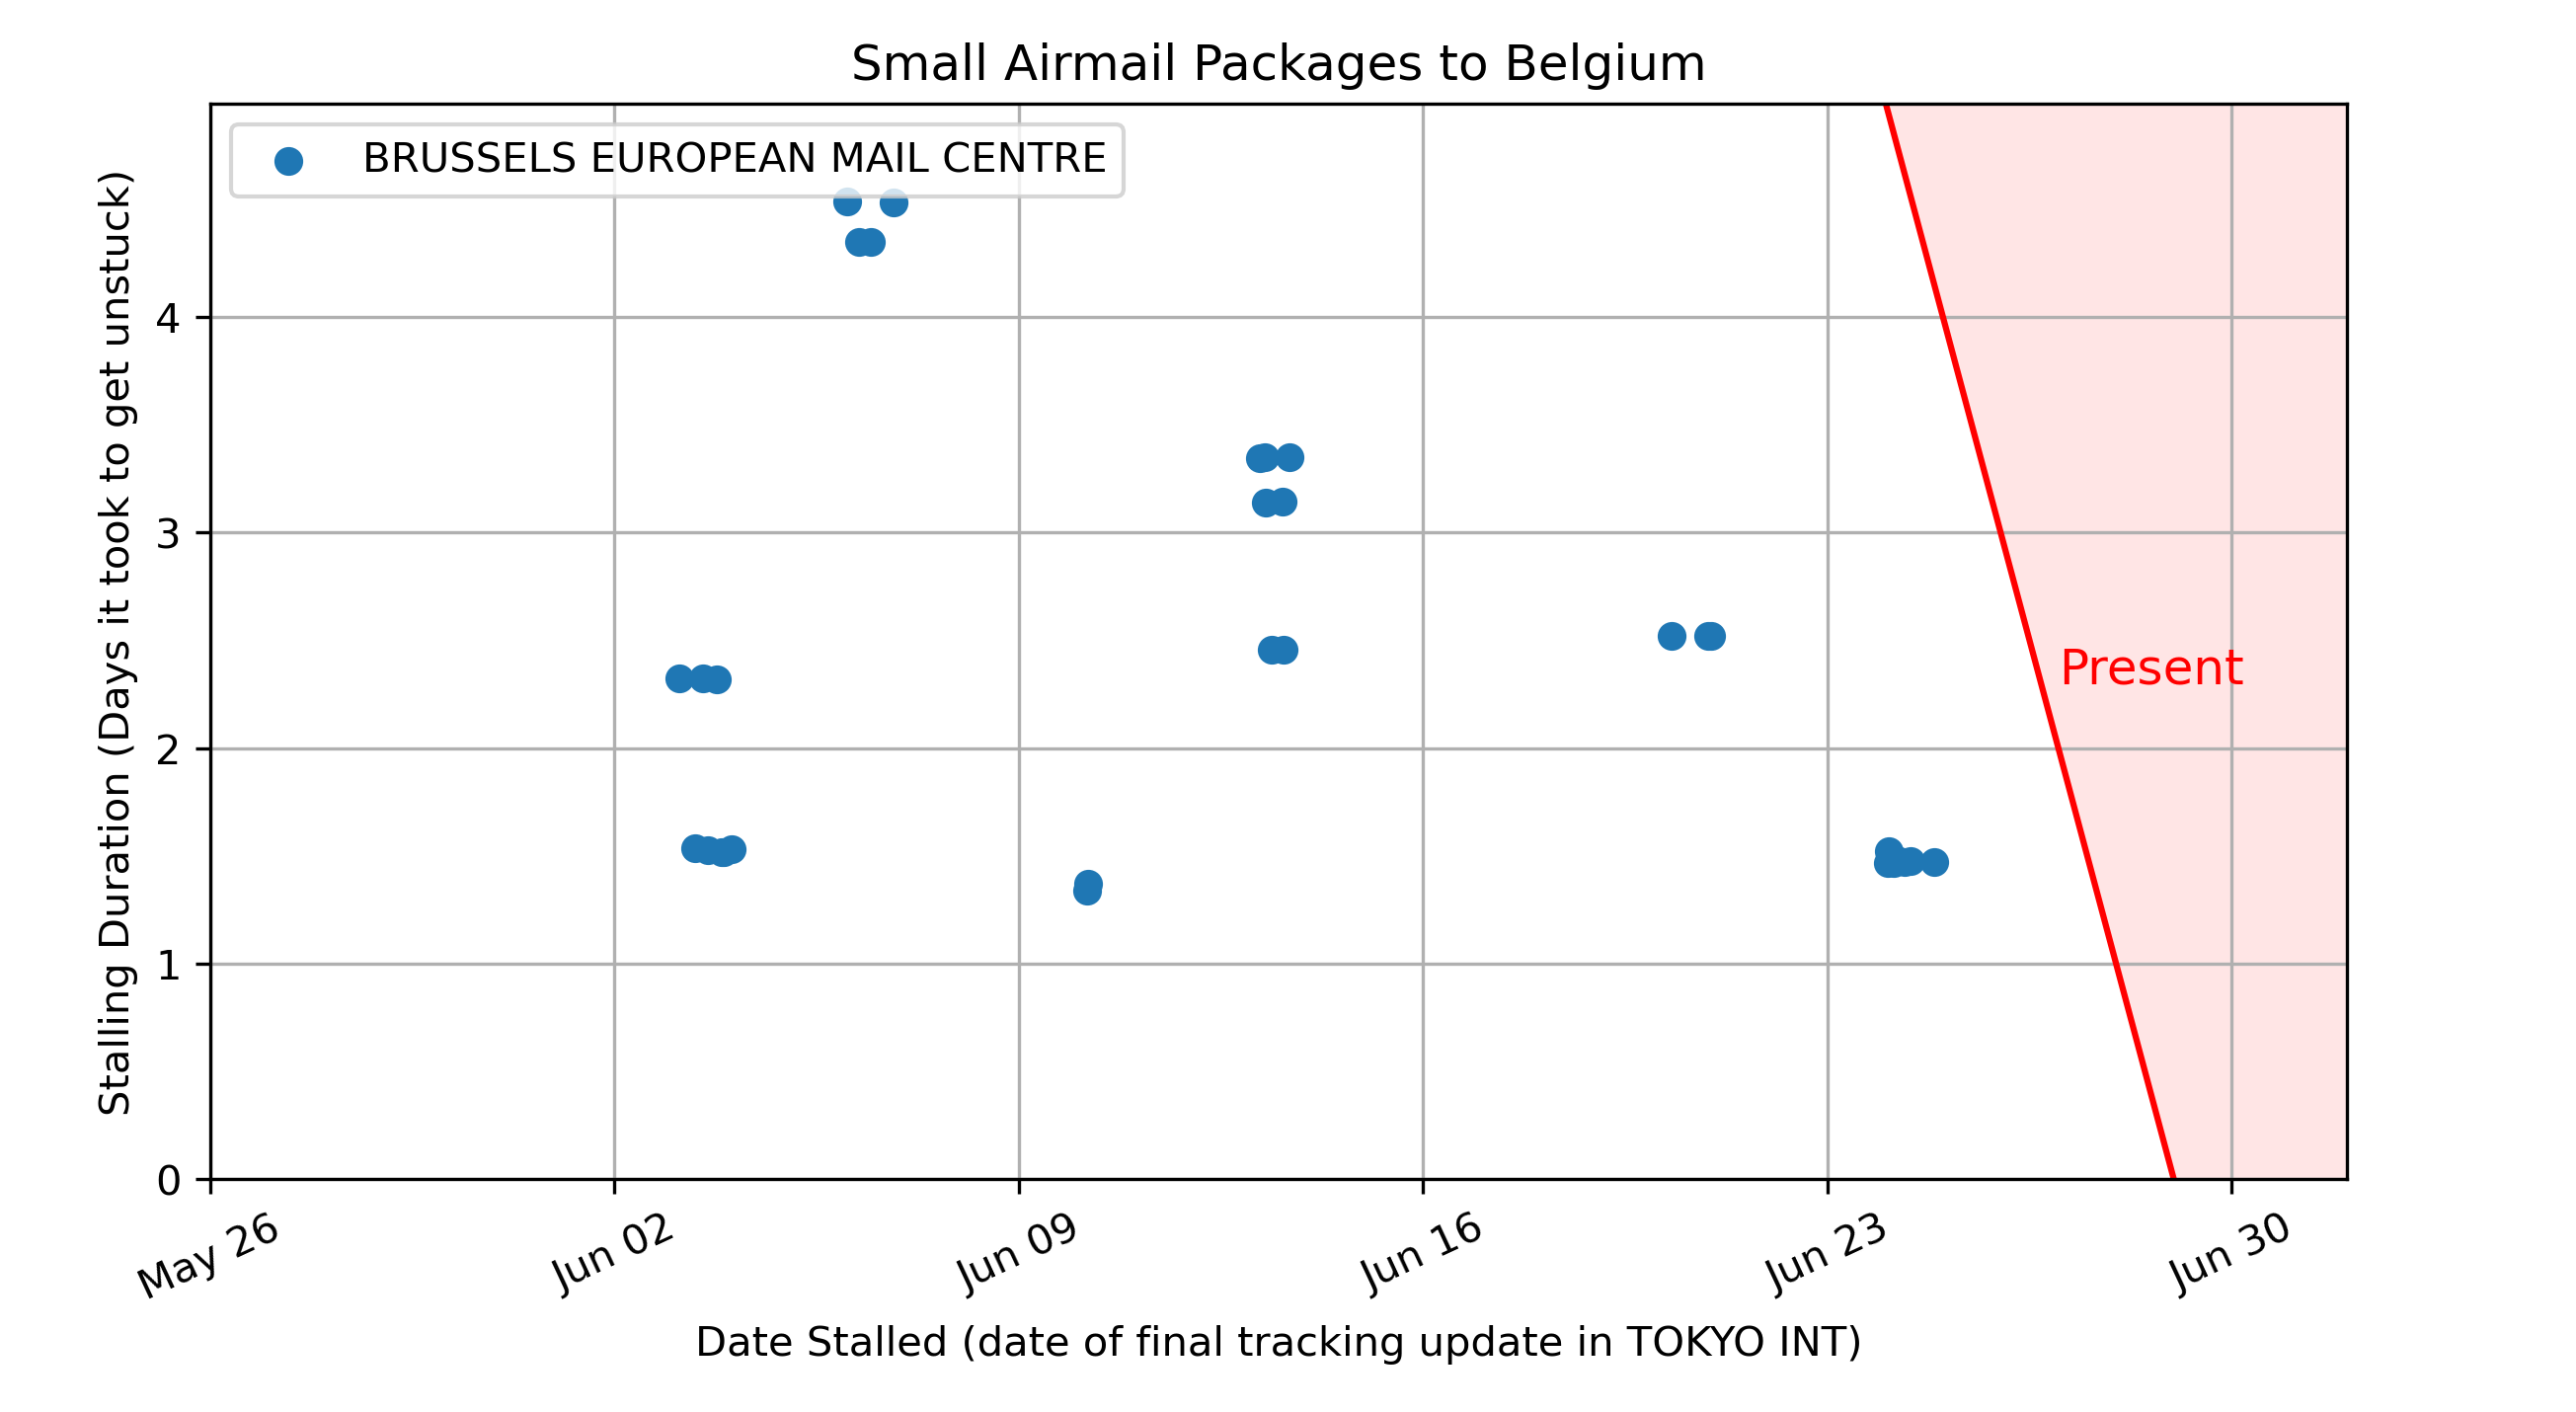 Small Airmail Packages to Belgium
BRUSSELS EUROPEAN MAIL CENTRE
Stalling Duration (Days it took to get unstuck)
4
3
2
1
0
Present
May 26
Jun 02
Jun 09
Jun 16
Jun 23
Jun 30
Date Stalled (date of final tracking update in TOKYO INT)